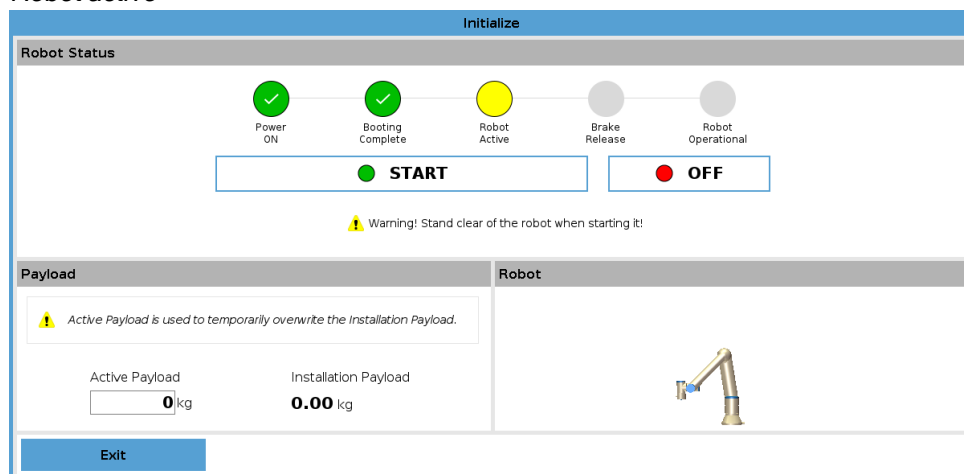 Robot active
Initialize
Robot Status
Power
ON
Booting
Complete
Robot
Active
Brake
Release
Robot
Operational
START
OFF
Warning! Stand clear of the robot when starting it!
Payload
Robot
Active Payload is used to temporarily overwrite the Installation Payload.
Active Payload
Installation Payload
0 kg
0.00 kg
Exit